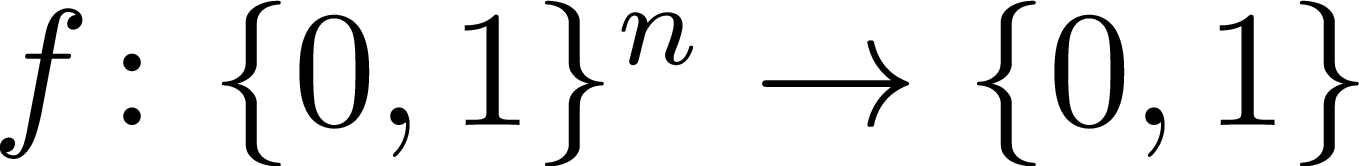 f : {0, 1}ⁿ → {0, 1}